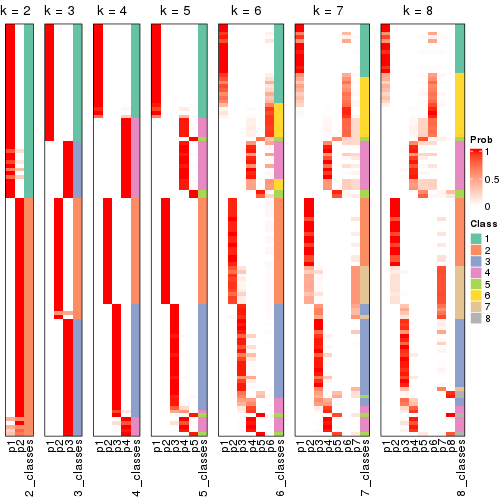 k = 2
k = 3
k = 4
k = 5
k = 6
k = 7
k = 8
Prob
1
0.5
0
Class
1
2
3
4
5
6
7
8
p1
p2
2_classes
p1
p2
p3
3_classes
p1
p2
p3
p4
4_classes
p1
p2
p3
p4
p5
5_classes
p1
p2
p3
p4
p5
p6
6_classes
p1
p2
p3
p4
p5
p6
p7
7_classes
p1
p2
p3
p4
p5
p6
p7
p8
8_classes